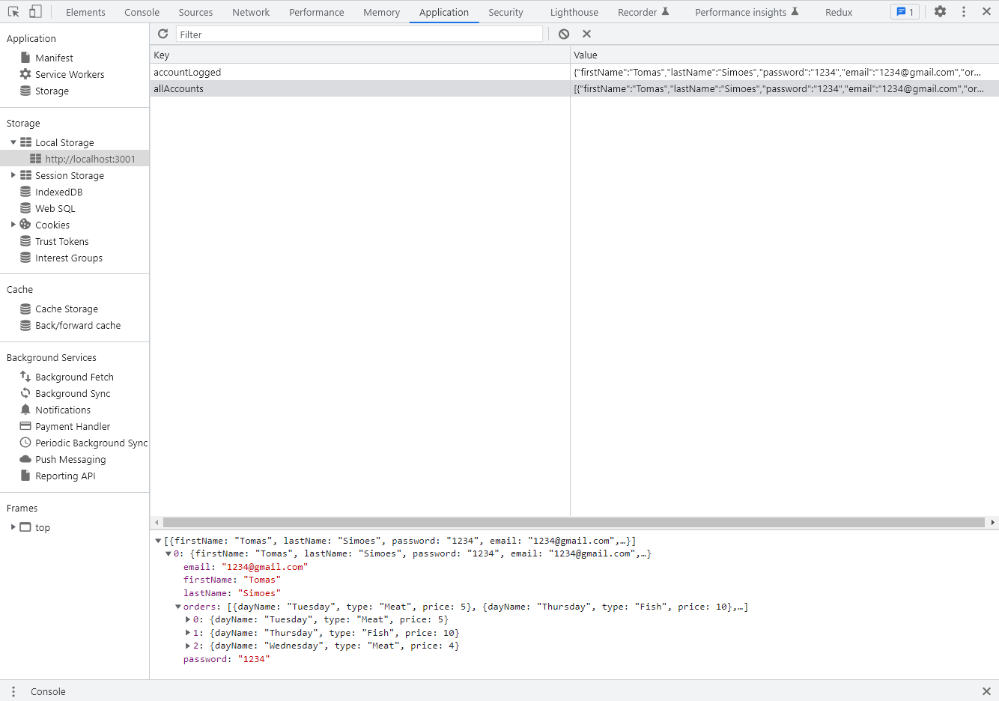 Elements Console Sources Network Performance Memory Application Security Lighthouse Recorder Performance insights Redux 1
Application
Manifest
Service Workers
Storage
Storage
Local Storage
http://localhost:3001
Session Storage
IndexedDB
Web SQL
Cookies
Trust Tokens
Interest Groups
Cache
Cache Storage
Back/forward cache
Background Services
Background Fetch
Background Sync
Notifications
Payment Handler
Periodic Background Sync
Push Messaging
Reporting API
Frames
top
Filter
Key Value
accountLogged {"firstName":"Tomas","lastName":"Simoes","password":"1234","email":"1234@gmail.com","or…
allAccounts [{"firstName":"Tomas","lastName":"Simoes","password":"1234","email":"1234@gmail.com","or…
[{firstName: "Tomas", lastName: "Simoes", password: "1234", email: "1234@gmail.com",…}]
0: {firstName: "Tomas", lastName: "Simoes", password: "1234", email: "1234@gmail.com",…}
email: "1234@gmail.com"
firstName: "Tomas"
lastName: "Simoes"
orders: [{dayName: "Tuesday", type: "Meat", price: 5}, {dayName: "Thursday", type: "Fish", price: 10},…]
0: {dayName: "Tuesday", type: "Meat", price: 5}
1: {dayName: "Thursday", type: "Fish", price: 10}
2: {dayName: "Wednesday", type: "Meat", price: 4}
password: "1234"
Console